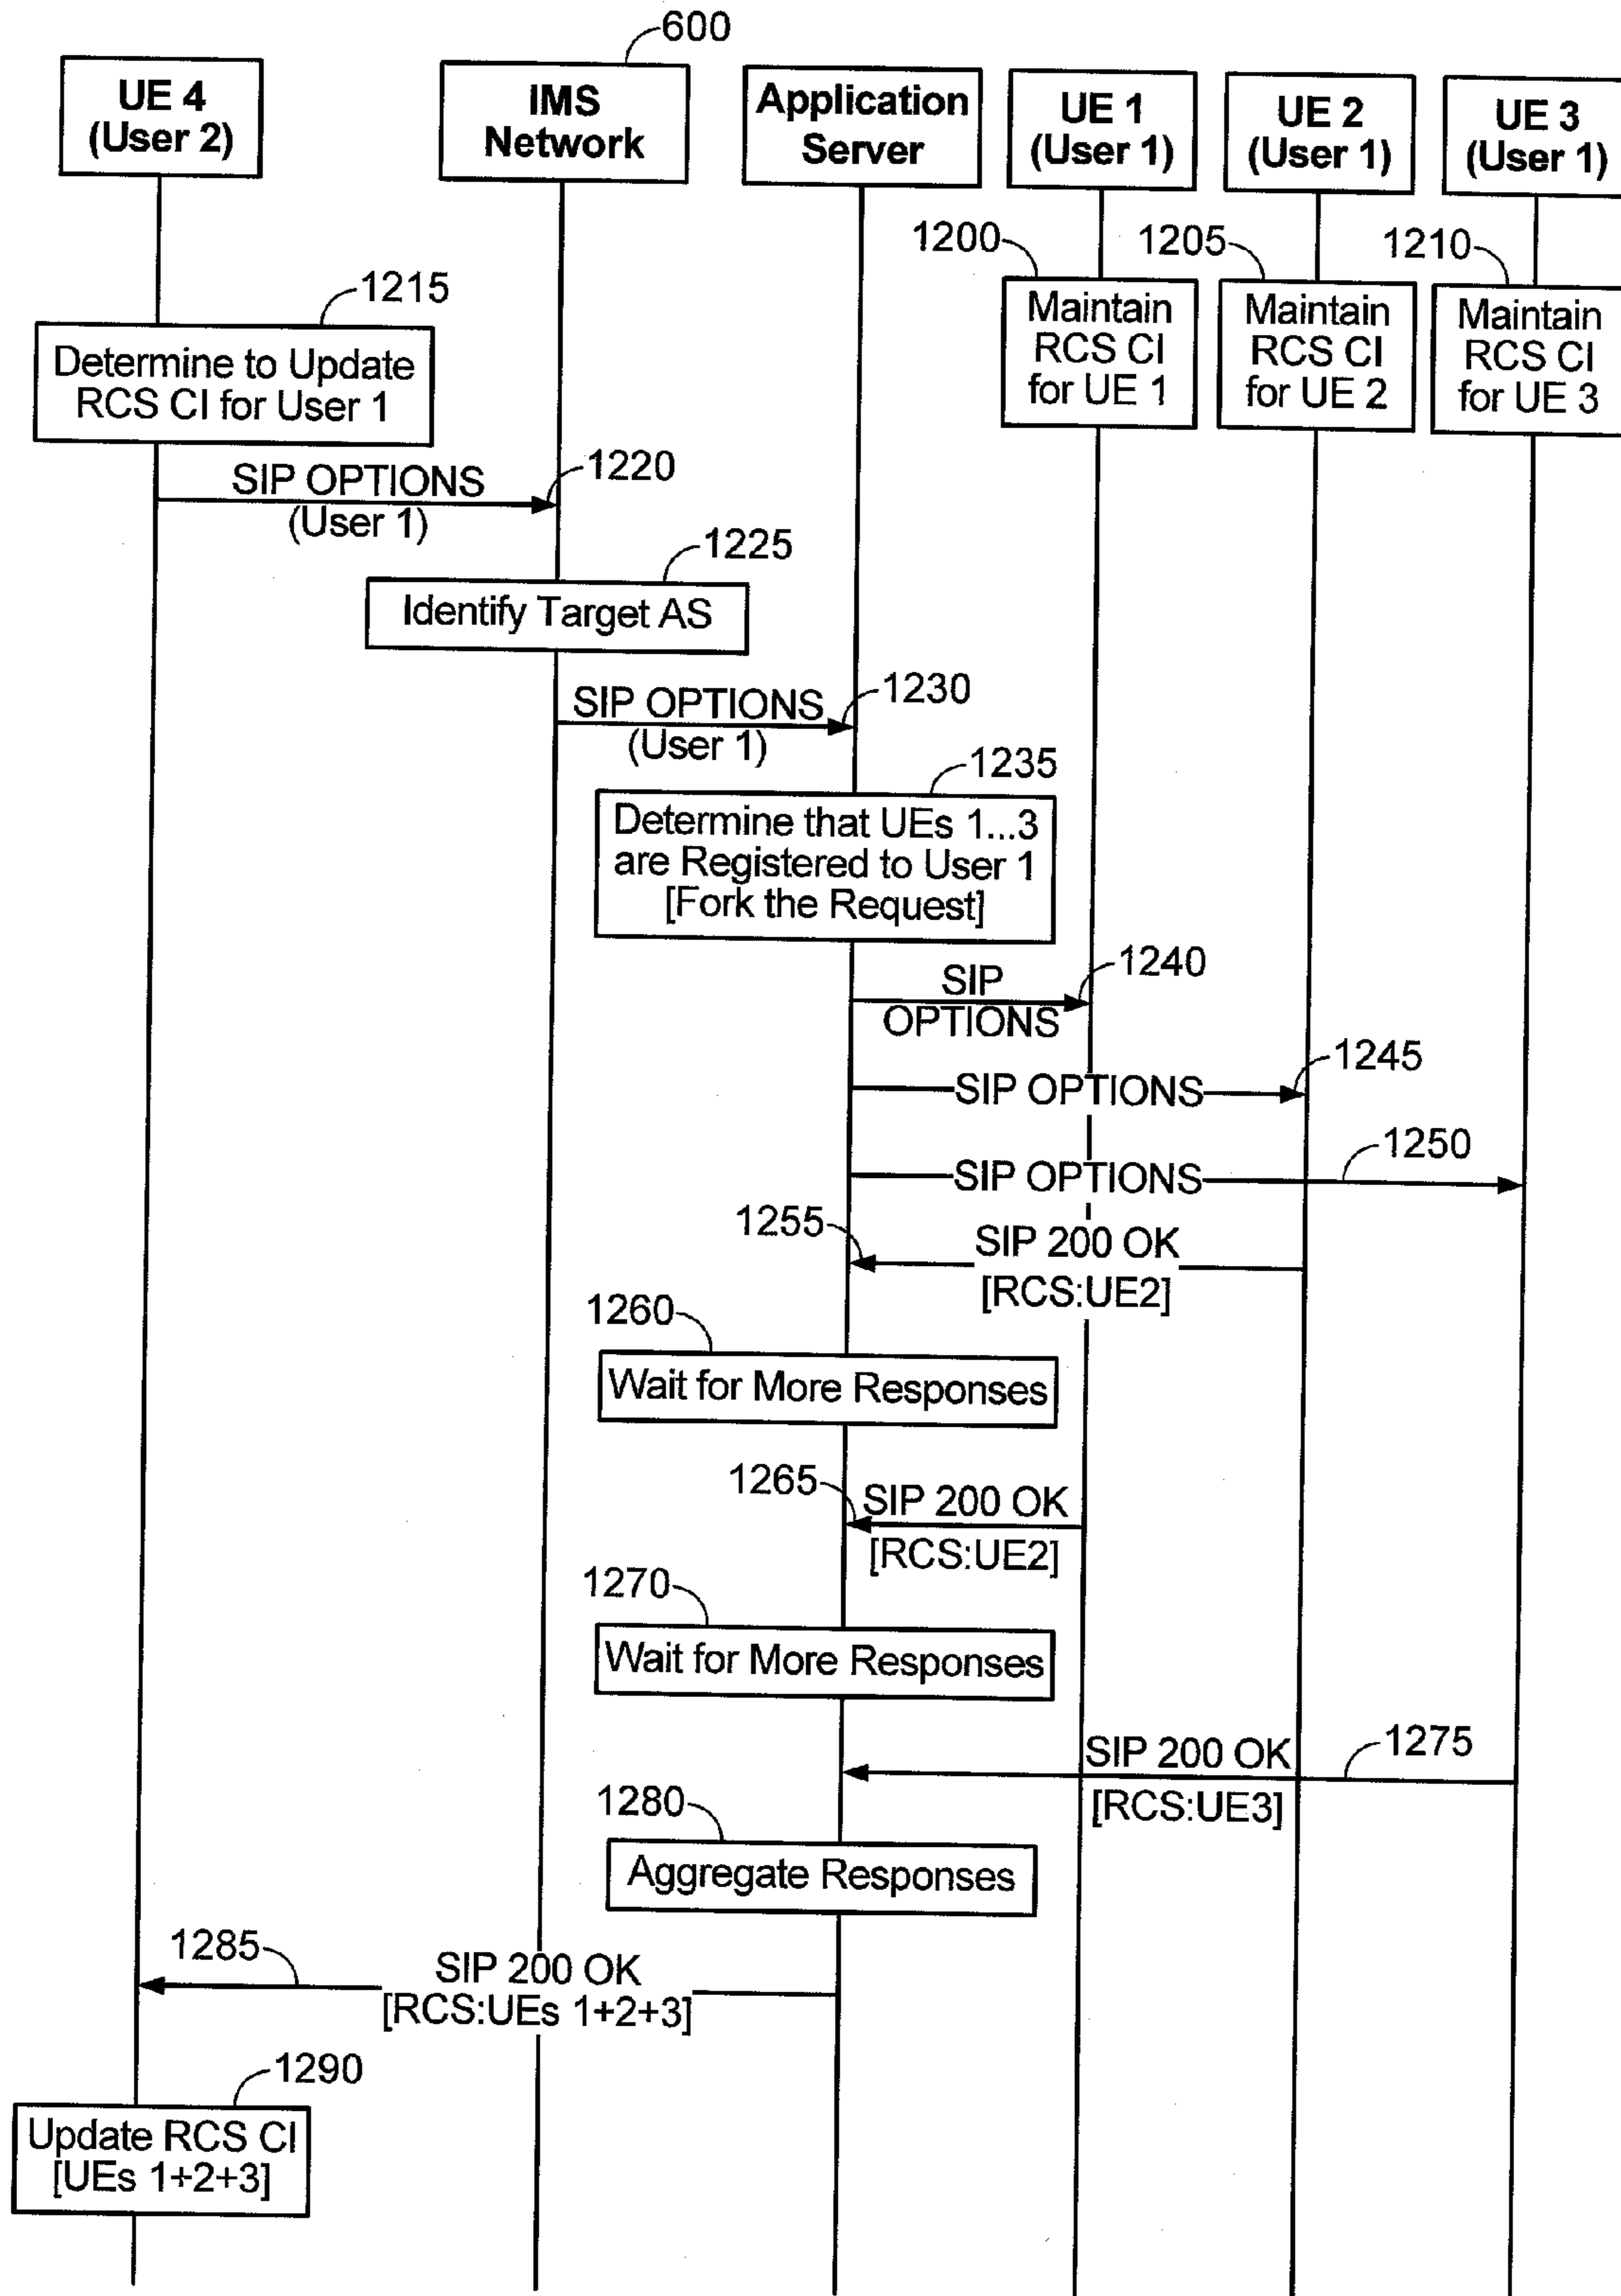 600
UE 4
(User 2)
IMS
Network
Application
Server
UE 1
(User 1)
UE 2
(User 1)
UE 3
(User 1)
1200
1205
1210
Maintain
RCS CI
for UE 1
Maintain
RCS CI
for UE 2
Maintain
RCS CI
for UE 3
1215
Determine to Update
RCS CI for User 1
SIP OPTIONS
(User 1)
1220
1225
Identify Target AS
SIP OPTIONS
(User 1)
1230
1235
Determine that UEs 1...3
are Registered to User 1
[Fork the Request]
SIP
OPTIONS
1240
SIP OPTIONS
1245
SIP OPTIONS
1250
1255
SIP 200 OK
[RCS:UE2]
1260
Wait for More Responses
1265
SIP 200 OK
[RCS:UE2]
1270
Wait for More Responses
SIP 200 OK
[RCS:UE3]
1275
1280
Aggregate Responses
1285
SIP 200 OK
[RCS:UEs 1+2+3]
1290
Update RCS CI
[UEs 1+2+3]